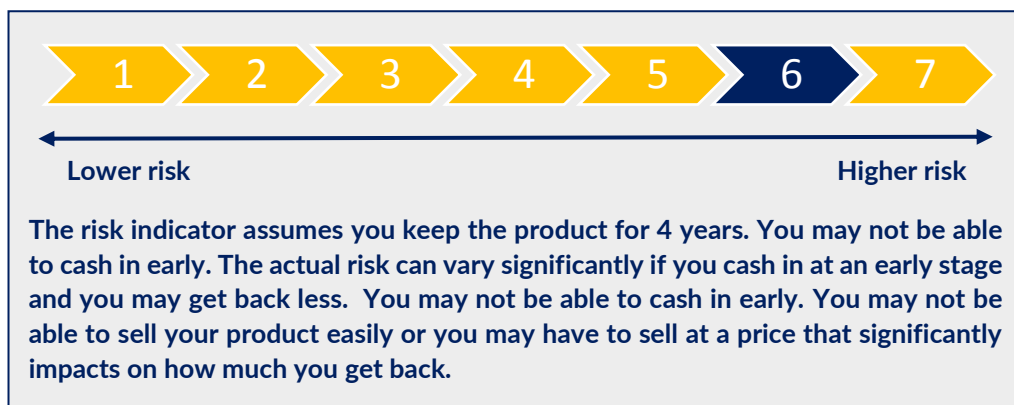 1 2 3 4 5 6 7
Lower risk Higher risk
The risk indicator assumes you keep the product for 4 years. You may not be able
to cash in early. The actual risk can vary significantly if you cash in at an early stage
and you may get back less.  You may not be able to cash in early. You may not be
able to sell your product easily or you may have to sell at a price that significantly
impacts on how much you get back.